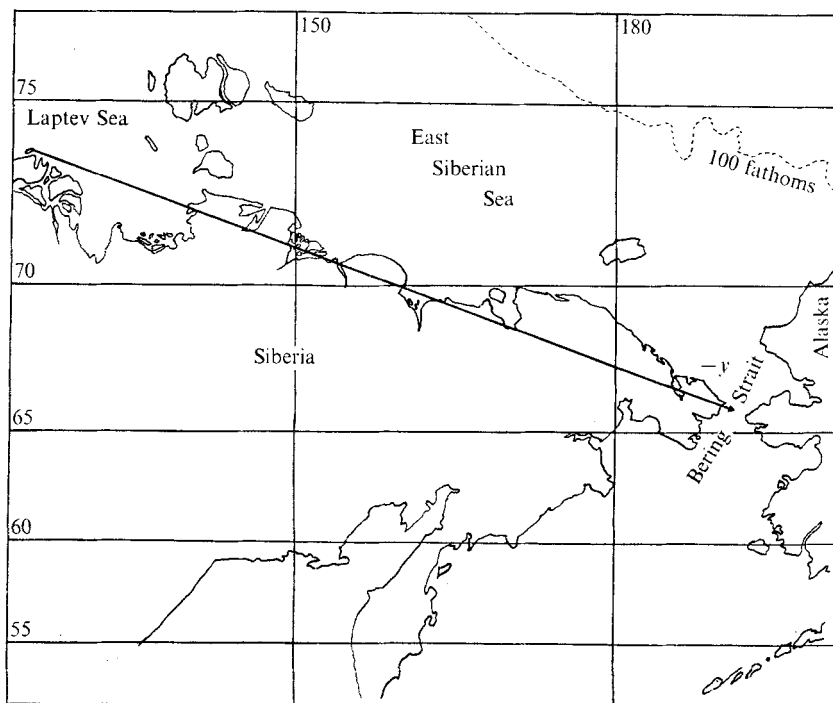 150
180
75
Laptev Sea
East
Siberian
Sea
100 fathoms
70
Siberia
Alaska
−y
Strait
Bering
65
60
55